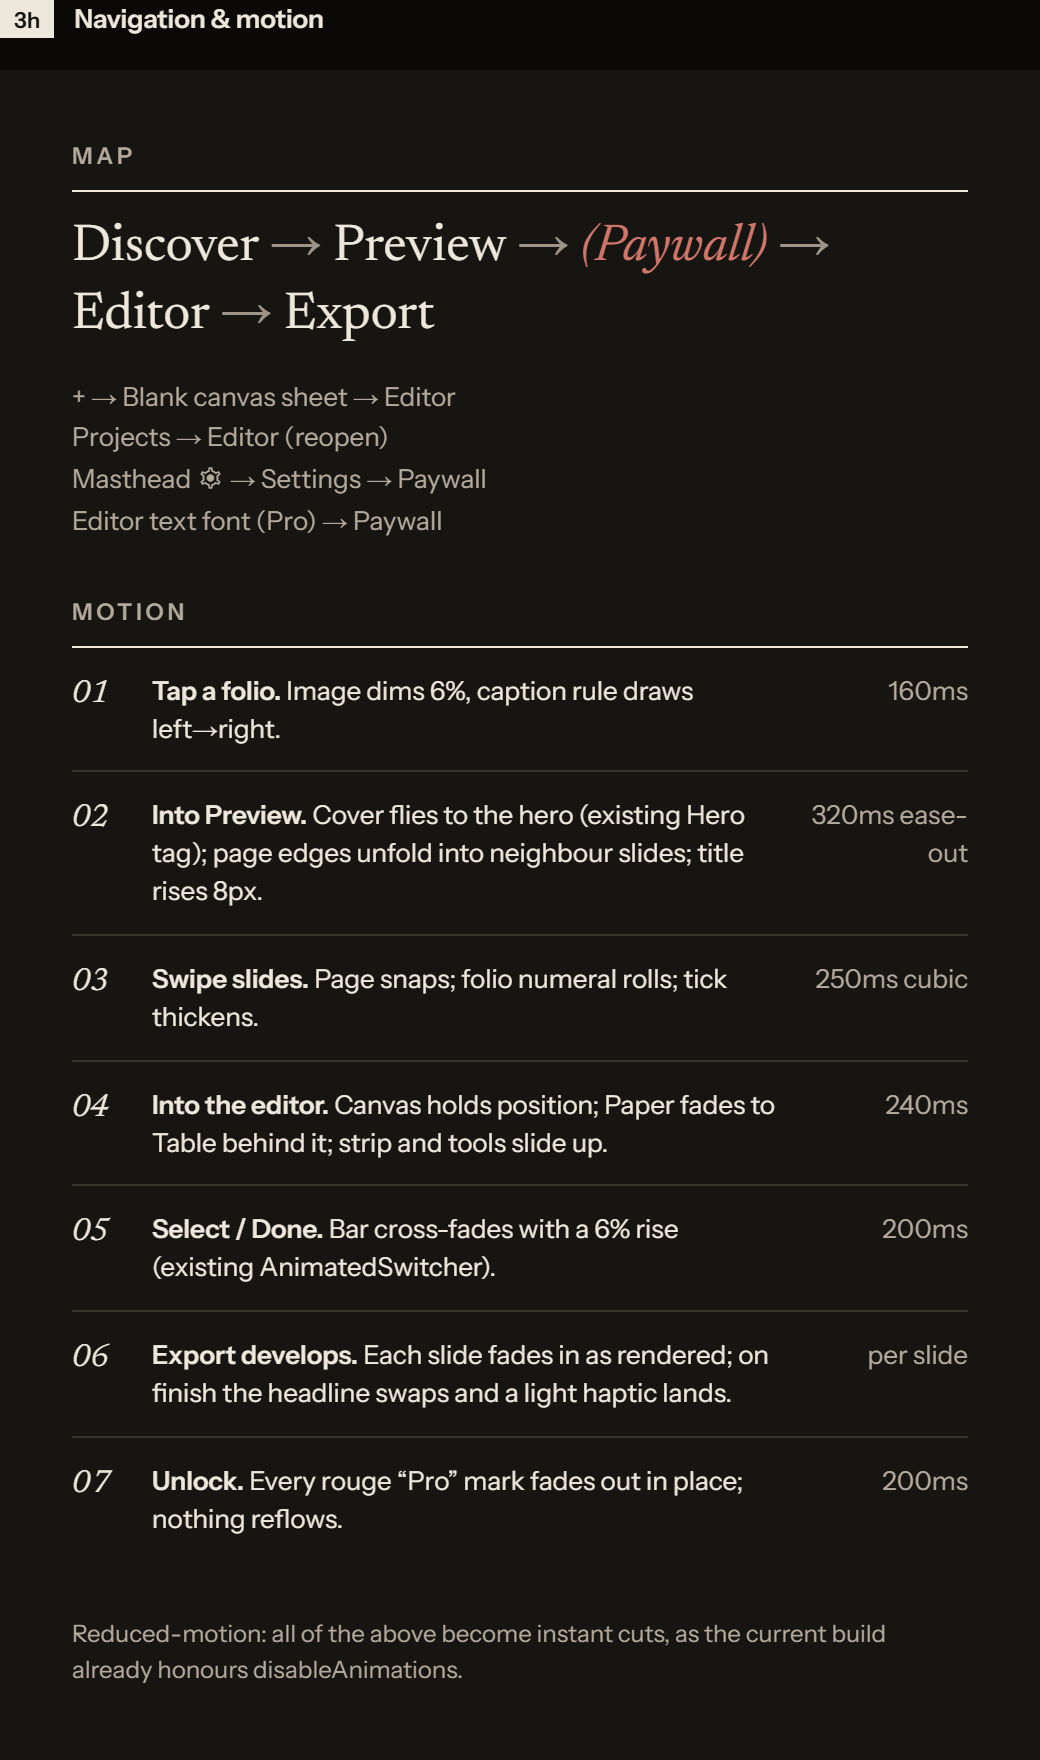 3h Navigation & motion
MAP
Discover → Preview → (Paywall) →
Editor → Export
+ → Blank canvas sheet → Editor
Projects → Editor (reopen)
Masthead ⚙ → Settings → Paywall
Editor text font (Pro) → Paywall
MOTION
01 Tap a folio. Image dims 6%, caption rule draws 160ms
left→right.
02 Into Preview. Cover flies to the hero (existing Hero 320ms ease-
tag); page edges unfold into neighbour slides; title out
rises 8px.
03 Swipe slides. Page snaps; folio numeral rolls; tick 250ms cubic
thickens.
04 Into the editor. Canvas holds position; Paper fades to 240ms
Table behind it; strip and tools slide up.
05 Select / Done. Bar cross-fades with a 6% rise 200ms
(existing AnimatedSwitcher).
06 Export develops. Each slide fades in as rendered; on per slide
finish the headline swaps and a light haptic lands.
07 Unlock. Every rouge “Pro” mark fades out in place; 200ms
nothing reflows.
Reduced-motion: all of the above become instant cuts, as the current build
already honours disableAnimations.